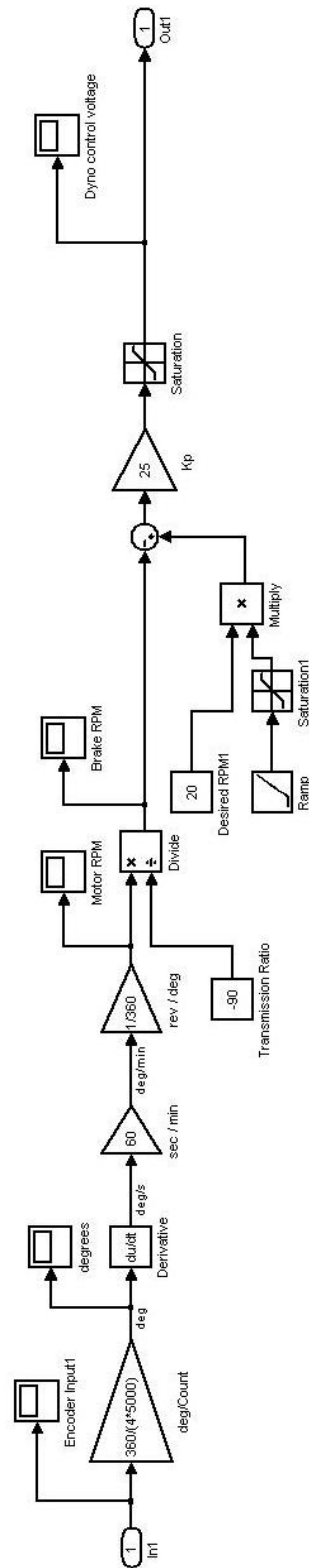 1
In1
Encoder Input1
360/(4*5000)
deg/Count
deg
degrees
du/dt
Derivative
deg/s
60
sec / min
deg/min
1/360
rev / deg
Motor RPM
-90
Transmission Ratio
×
÷
Divide
Brake RPM
20
Desired RPM1
Ramp
Saturation1
×
Multiply
-
+
25
Kp
Saturation
Dyno control voltage
1
Out1